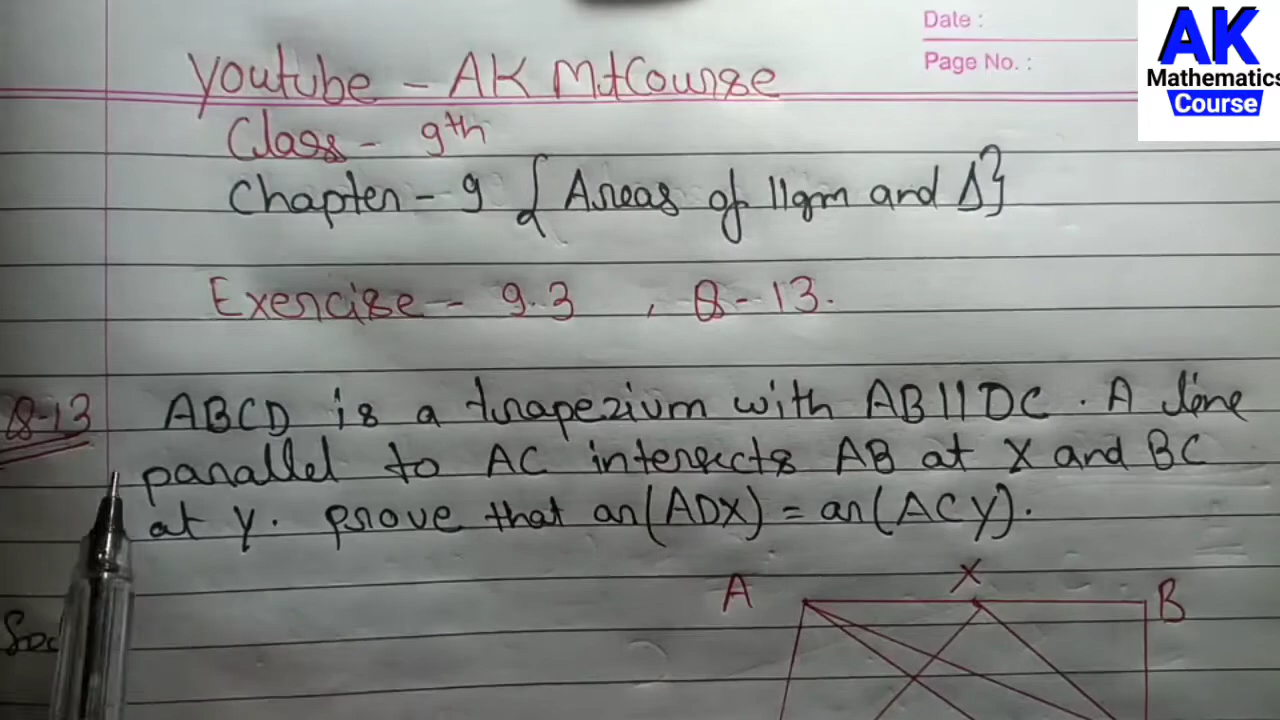 Date :
Page No. :
AK
Mathematics
Course
Youtube - AK MtCourse
Class - 9th
Chapter - 9 { Areas of ||gm and Δ}
Exercise - 9.3 , Q - 13.
Q-13 ABCD is a trapezium with AB||DC . A line
parallel to AC intersects AB at X and BC
at Y. prove that ar(ADX) = ar(ACY).
A X B